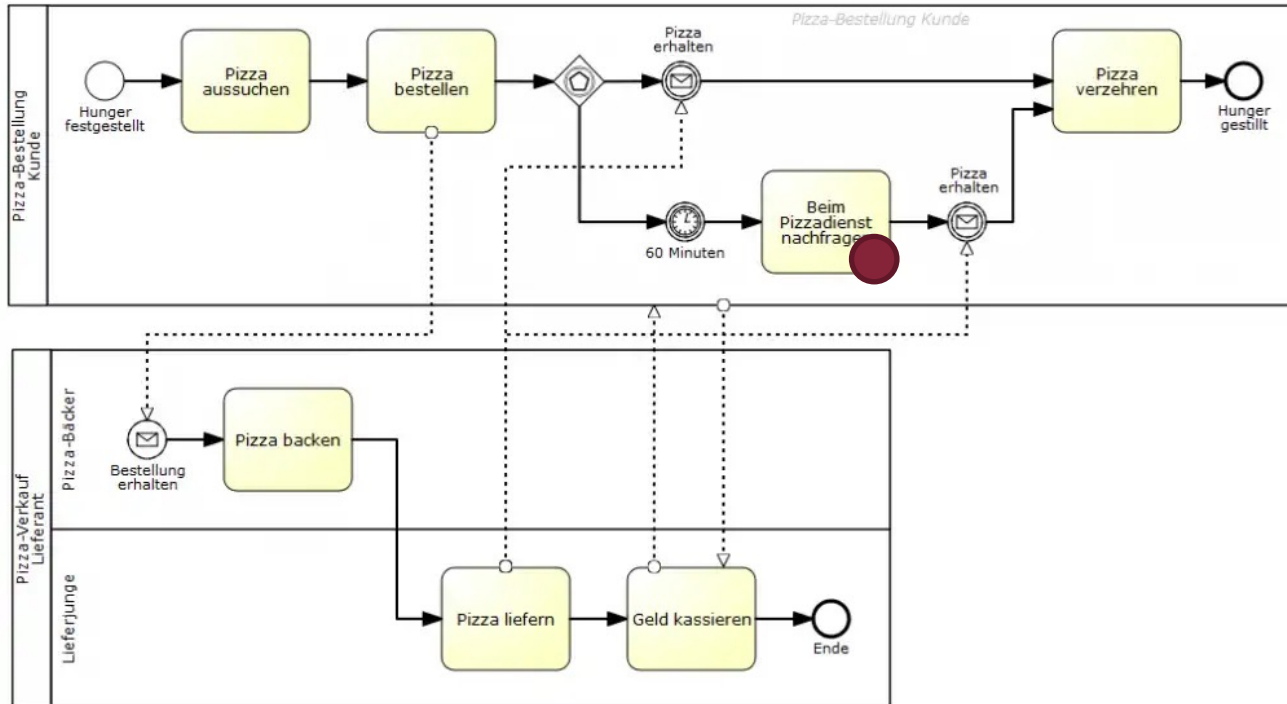 Pizza-Bestellung Kunde
Pizza-Bestellung
Kunde
Hunger
festgestellt
Pizza
aussuchen
Pizza
bestellen
Pizza
erhalten
60 Minuten
Beim
Pizzadienst
nachfragen
Pizza
erhalten
Pizza
verzehren
Hunger
gestillt
Pizza-Verkauf
Lieferant
Pizza-Bäcker
Bestellung
erhalten
Pizza backen
Lieferjunge
Pizza liefern
Geld kassieren
Ende